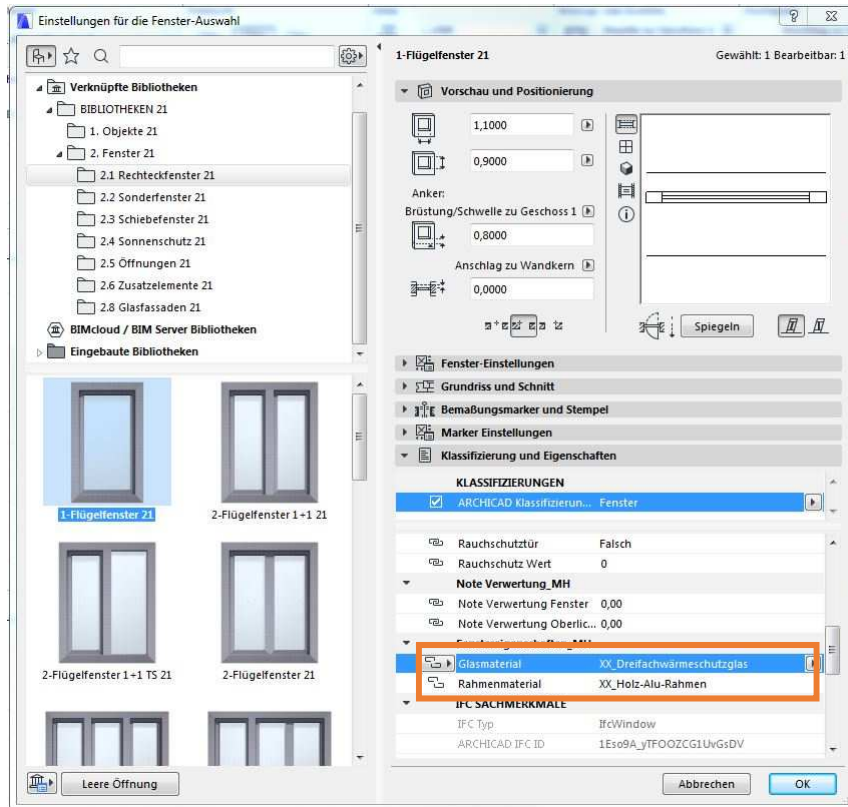 Einstellungen für die Fenster-Auswahl
Verknüpfte Bibliotheken
BIBLIOTHEKEN 21
1. Objekte 21
2. Fenster 21
2.1 Rechteckfenster 21
2.2 Sonderfenster 21
2.3 Schiebefenster 21
2.4 Sonnenschutz 21
2.5 Öffnungen 21
2.6 Zusatzelemente 21
2.8 Glasfassaden 21
BIMcloud / BIM Server Bibliotheken
Eingebaute Bibliotheken
1-Flügelfenster 21
2-Flügelfenster 1+1 21
2-Flügelfenster 1+1 TS 21
2-Flügelfenster 21
Leere Öffnung
1-Flügelfenster 21
Gewählt: 1 Bearbeitbar: 1
Vorschau und Positionierung
1,1000
0,9000
Anker:
Brüstung/Schwelle zu Geschoss 1
0,8000
Anschlag zu Wandkern
0,0000
Spiegeln
Fenster-Einstellungen
Grundriss und Schnitt
Bemaßungsmarker und Stempel
Marker Einstellungen
Klassifizierung und Eigenschaften
KLASSIFIZIERUNGEN
ARCHICAD Klassifizierun... Fenster
Rauchschutztür Falsch
Rauchschutz Wert 0
Note Verwertung_MH
Note Verwertung Fenster 0,00
Note Verwertung Oberlic... 0,00
Glasmaterial XX_Dreifachwärmeschutzglas
Rahmenmaterial XX_Holz-Alu-Rahmen
IFC SACHMERKMALE
IFC Typ IfcWindow
ARCHICAD IFC ID 1Eso9A_yTFOOZCG1UvGsDV
Abbrechen
OK